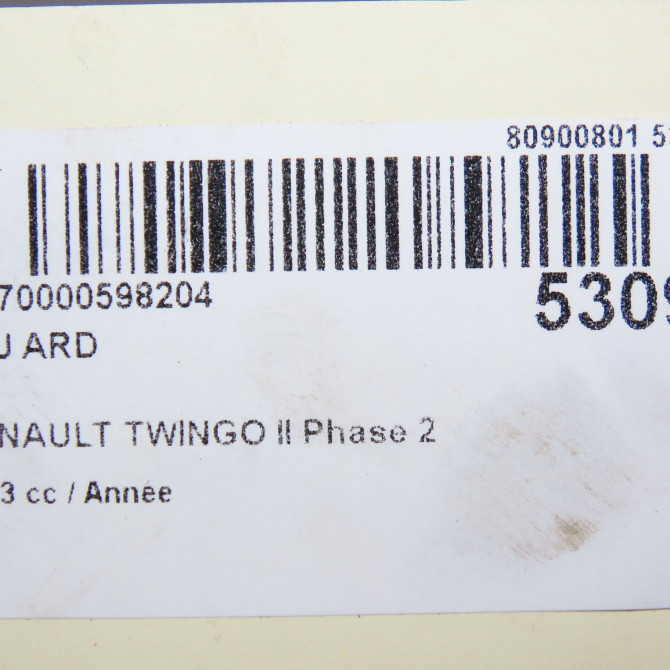 80900801 5
70000598204
5309
J ARD
NAULT TWINGO II Phase 2
3 cc / Année